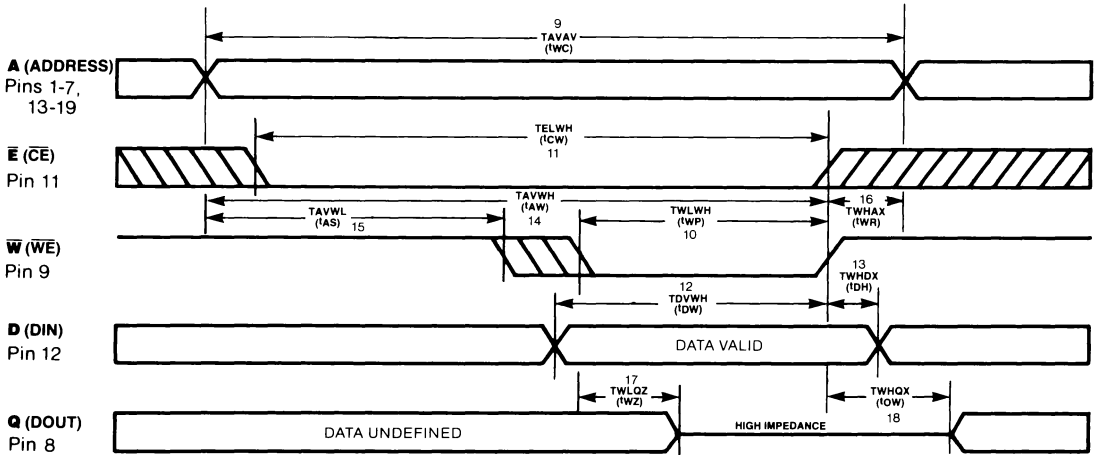 9
TAVAV
(tWC)
A (ADDRESS)
Pins 1-7,
13-19
TELWH
(tCW)
11
E̅ (C̅E̅)
Pin 11
TAVWH
(tAW)
14
16
TWHAX
(tWR)
TAVWL
(tAS)
15
TWLWH
(tWP)
10
W̅ (W̅E̅)
Pin 9
13
TWHDX
(tDH)
12
TDVWH
(tDW)
D (DIN)
Pin 12
DATA VALID
17
TWLQZ
(tWZ)
TWHQX
(tOW)
18
Q (DOUT)
Pin 8
DATA UNDEFINED
HIGH IMPEDANCE